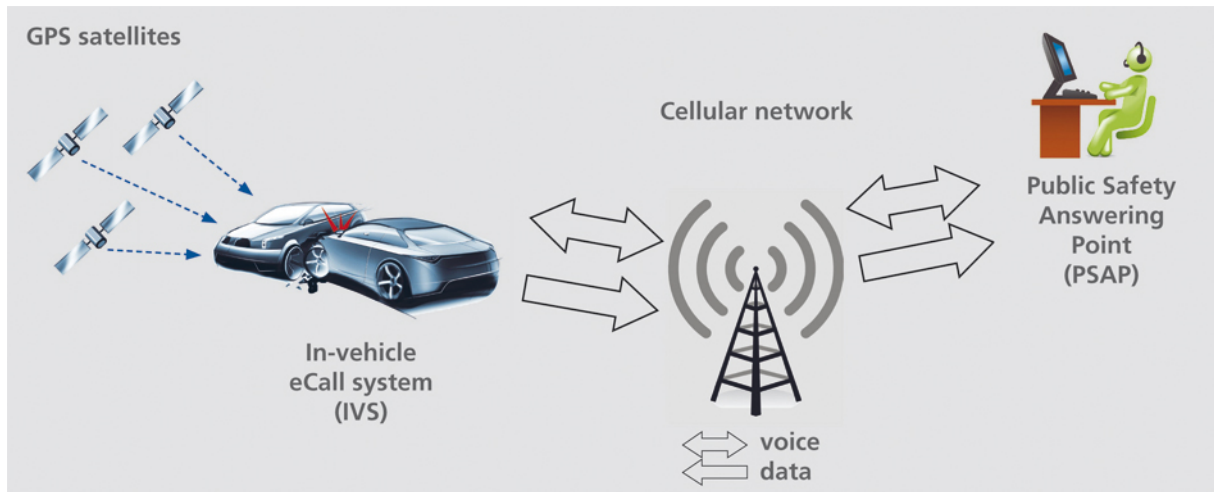 GPS satellites
Cellular network
Public Safety
Answering
Point
(PSAP)
In-vehicle
eCall system
(IVS)
voice
data